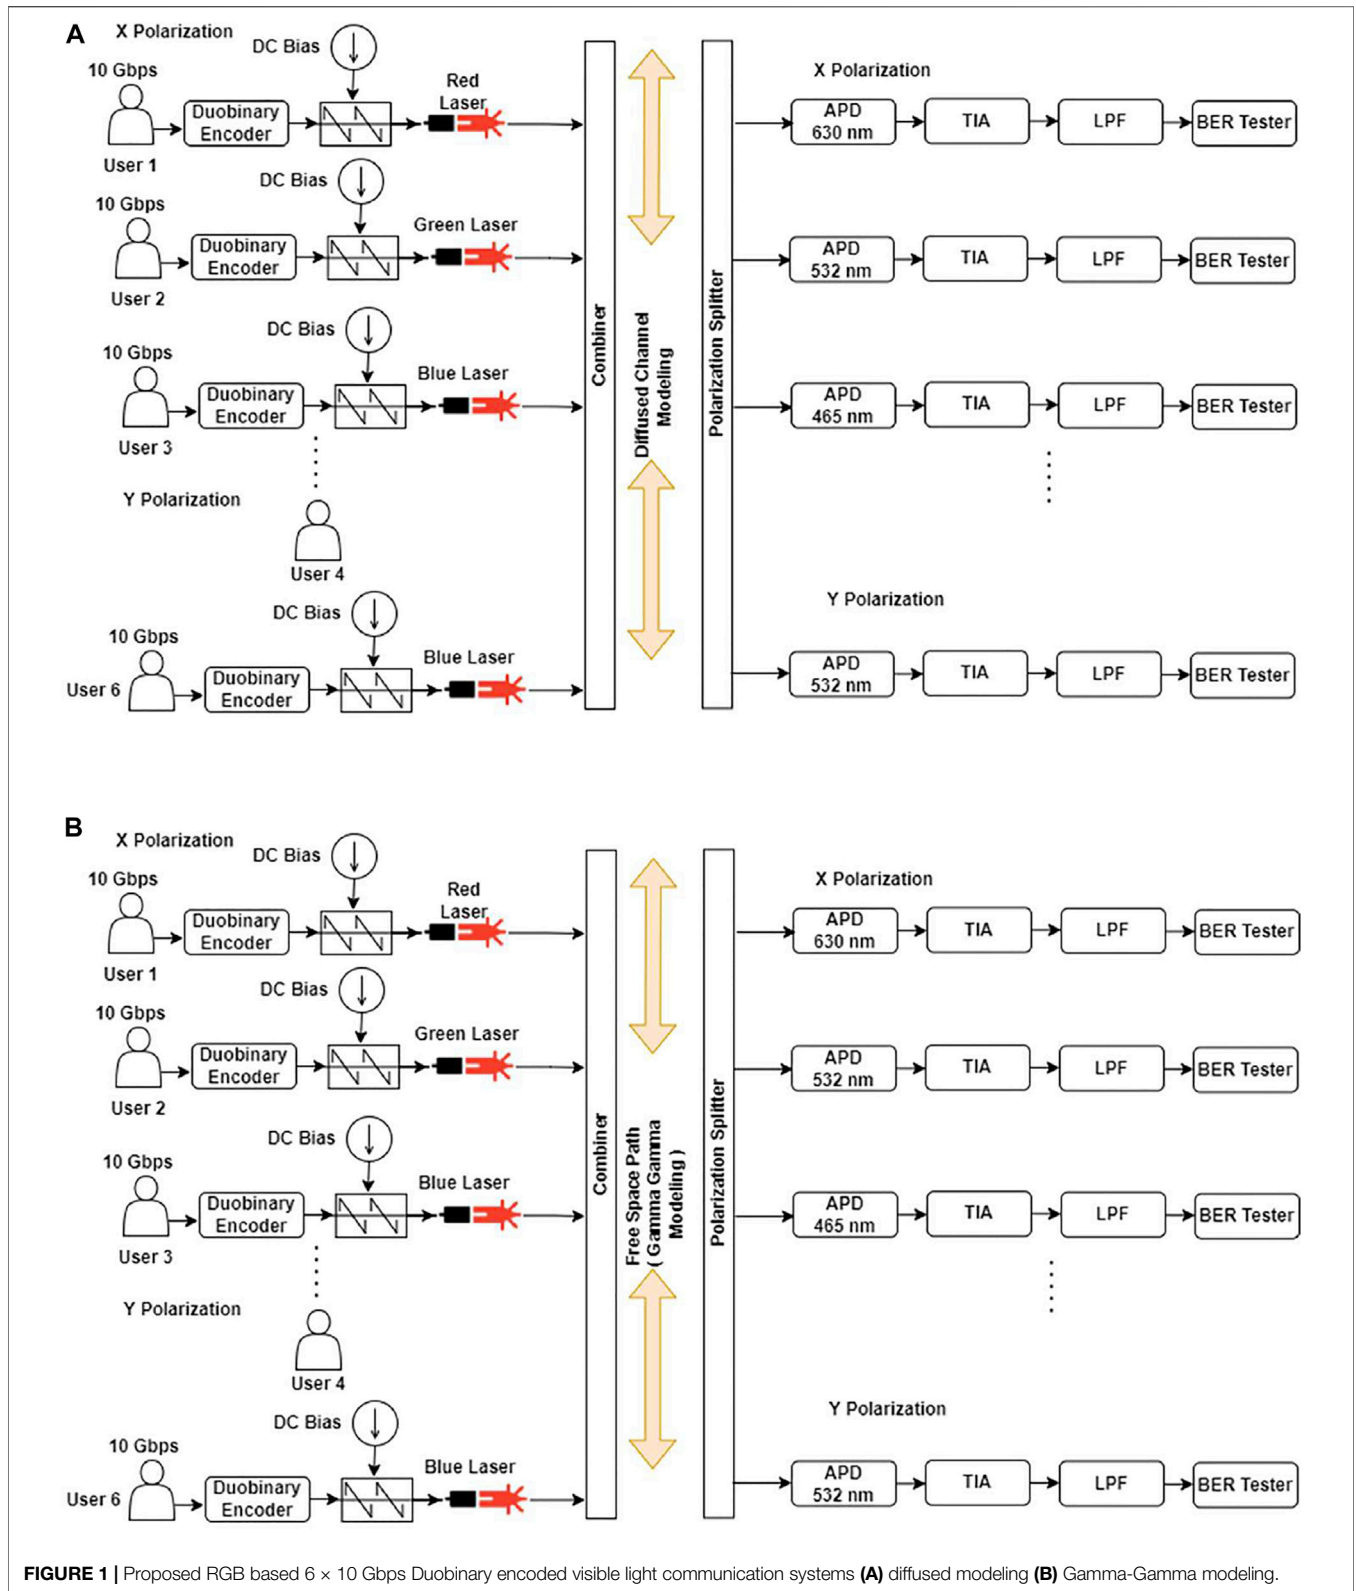 A
X Polarization
DC Bias
10 Gbps
Red
Laser
Duobinary
Encoder
User 1
DC Bias
10 Gbps
Green Laser
Duobinary
Encoder
User 2
DC Bias
10 Gbps
Blue Laser
Duobinary
Encoder
User 3
Y Polarization
User 4
DC Bias
10 Gbps
Blue Laser
User 6
Duobinary
Encoder
Combiner
Diffused Channel
Modeling
Polarization Splitter
X Polarization
APD
630 nm
TIA
LPF
BER Tester
APD
532 nm
TIA
LPF
BER Tester
APD
465 nm
TIA
LPF
BER Tester
Y Polarization
APD
532 nm
TIA
LPF
BER Tester
B
X Polarization
DC Bias
10 Gbps
Red
Laser
Duobinary
Encoder
User 1
DC Bias
10 Gbps
Green Laser
Duobinary
Encoder
User 2
DC Bias
10 Gbps
Blue Laser
Duobinary
Encoder
User 3
Y Polarization
User 4
DC Bias
10 Gbps
Blue Laser
User 6
Duobinary
Encoder
Combiner
Free Space Path
( Gamma Gamma
Modeling )
Polarization Splitter
X Polarization
APD
630 nm
TIA
LPF
BER Tester
APD
532 nm
TIA
LPF
BER Tester
APD
465 nm
TIA
LPF
BER Tester
Y Polarization
APD
532 nm
TIA
LPF
BER Tester
FIGURE 1 | Proposed RGB based 6 × 10 Gbps Duobinary encoded visible light communication systems (A) diffused modeling (B) Gamma-Gamma modeling.